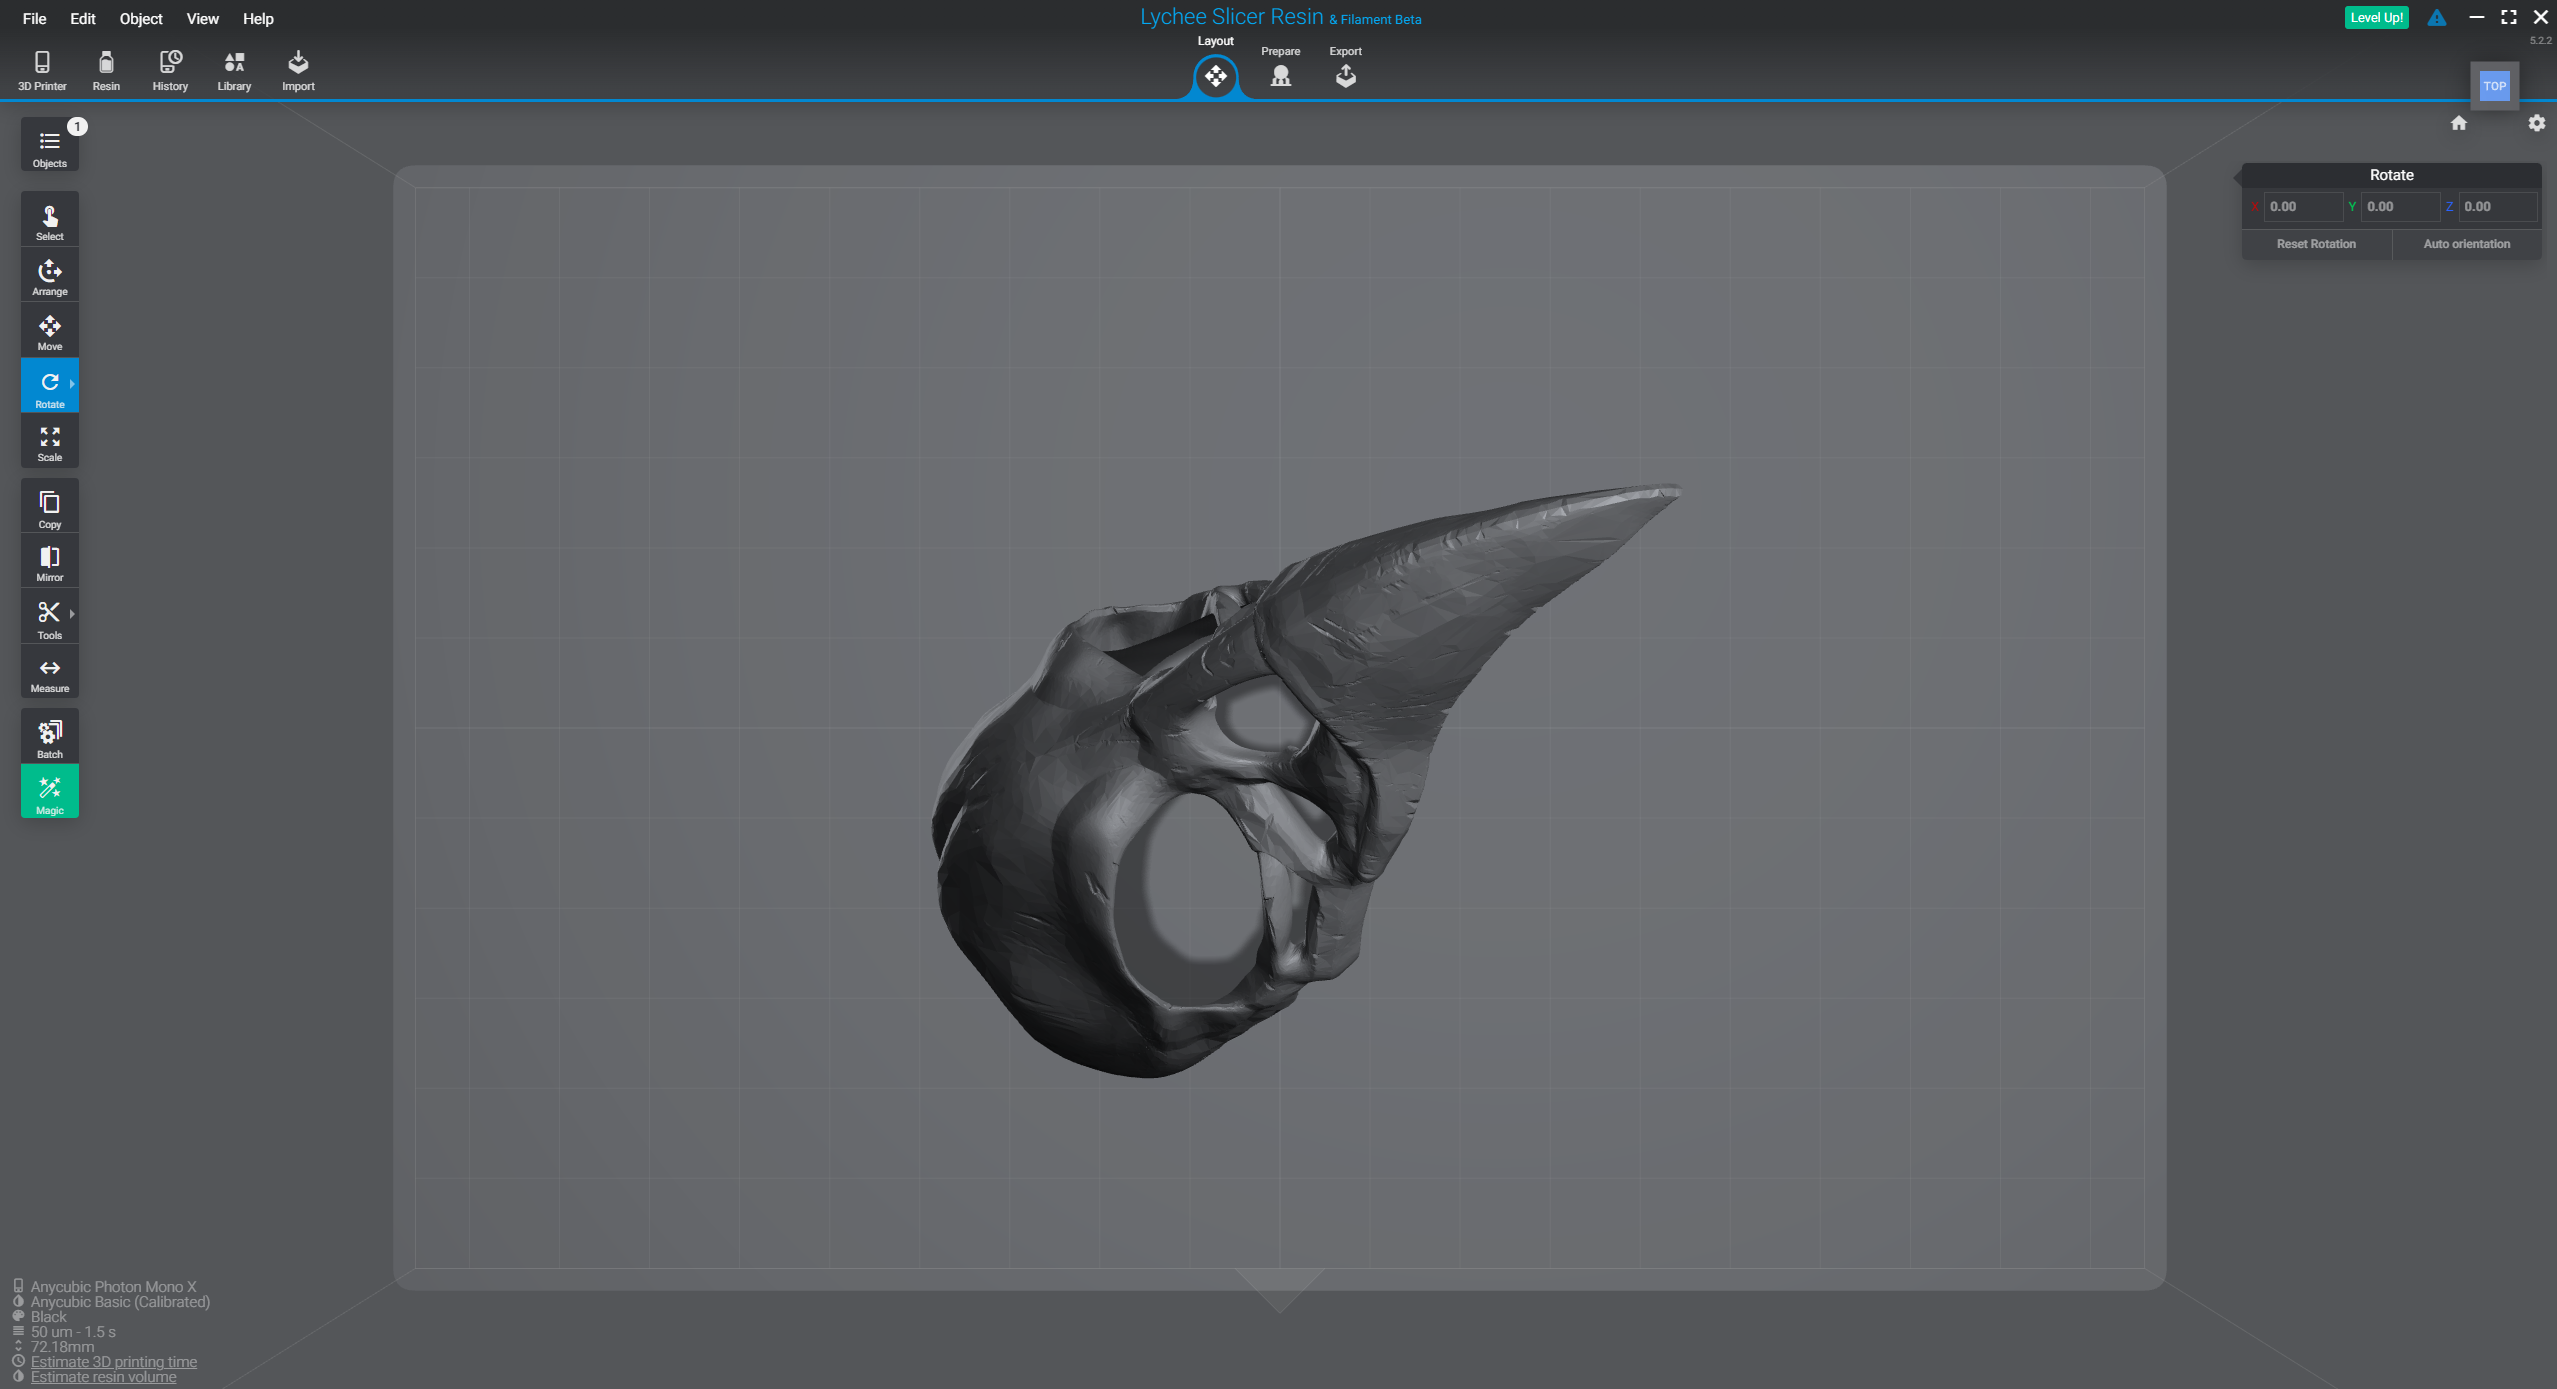 File Edit Object View Help
Lychee Slicer Resin & Filament Beta
Level Up!
5.2.2
3D Printer Resin History Library Import
Layout Prepare Export
TOP
1
Objects
Select
Arrange
Move
Rotate
Scale
Copy
Mirror
Tools
Measure
Batch
Magic
Rotate
X 0.00 Y 0.00 Z 0.00
Reset Rotation Auto orientation
Anycubic Photon Mono X
Anycubic Basic (Calibrated)
Black
50 um - 1.5 s
72.18mm
Estimate 3D printing time
Estimate resin volume